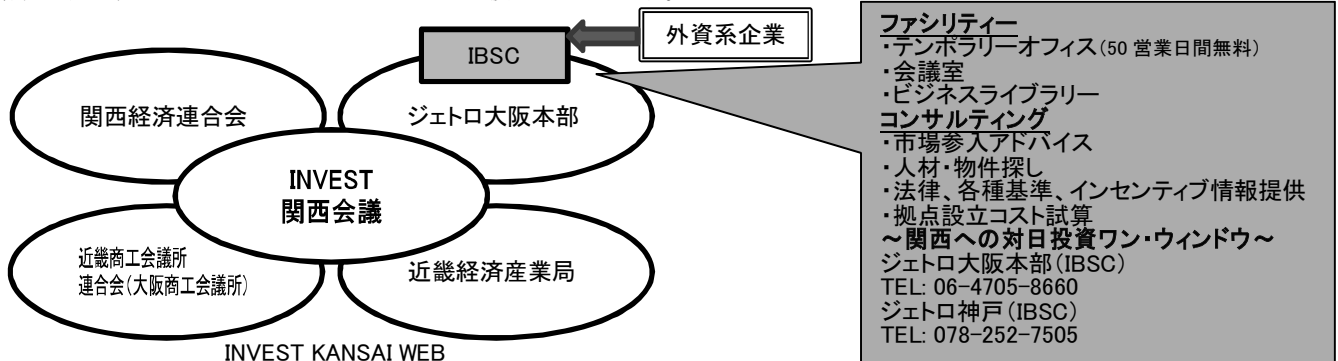 IBSC
外資系企業
関西経済連合会
ジェトロ大阪本部
INVEST
関西会議
近畿商工会議所
連合会(大阪商工会議所)
近畿経済産業局
INVEST KANSAI WEB
ファシリティー
・テンポラリーオフィス(50 営業日間無料)
・会議室
・ビジネスライブラリー
コンサルティング
・市場参入アドバイス
・人材・物件探し
・法律、各種基準、インセンティブ情報提供
・拠点設立コスト試算
~関西への対日投資ワン・ウィンドウ~
ジェトロ大阪本部(IBSC)
TEL: 06-4705-8660
ジェトロ神戸(IBSC)
TEL: 078-252-7505